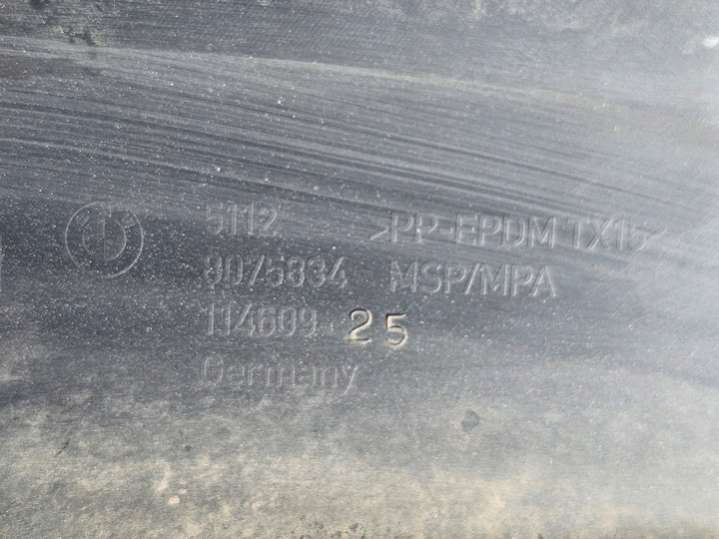 5112 >PP-EPDM TX15<
8075834 MSP/MPA
114609 25
Germany